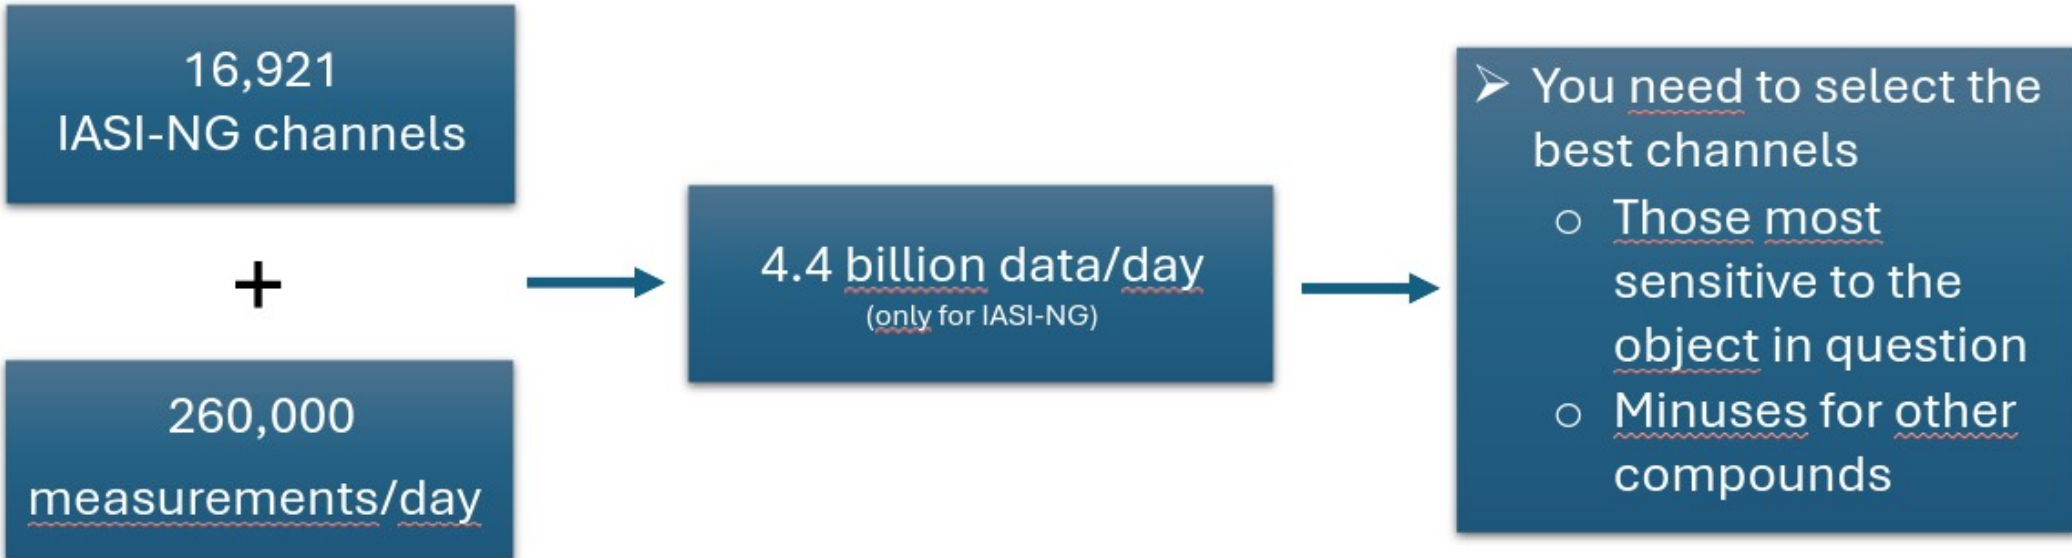 16,921
IASI-NG channels
+
260,000
measurements/day
4.4 billion data/day
(only for IASI-NG)
➢ You need to select the
best channels
○ Those most
sensitive to the
object in question
○ Minuses for other
compounds